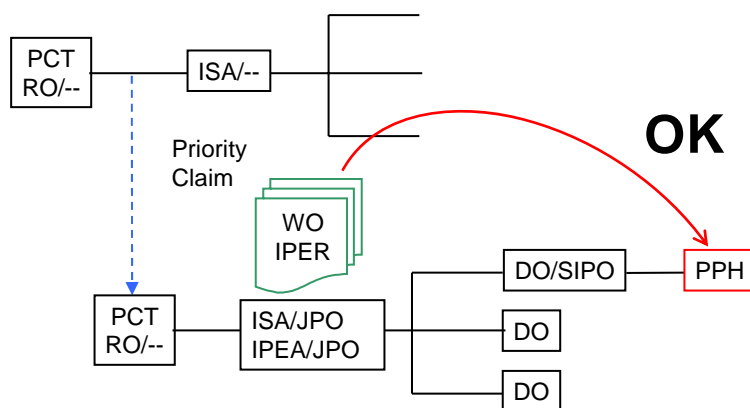 PCT
RO/--
ISA/--
OK
Priority
Claim
WO
IPER
DO/SIPO
PPH
PCT
RO/--
ISA/JPO
IPEA/JPO
DO
DO